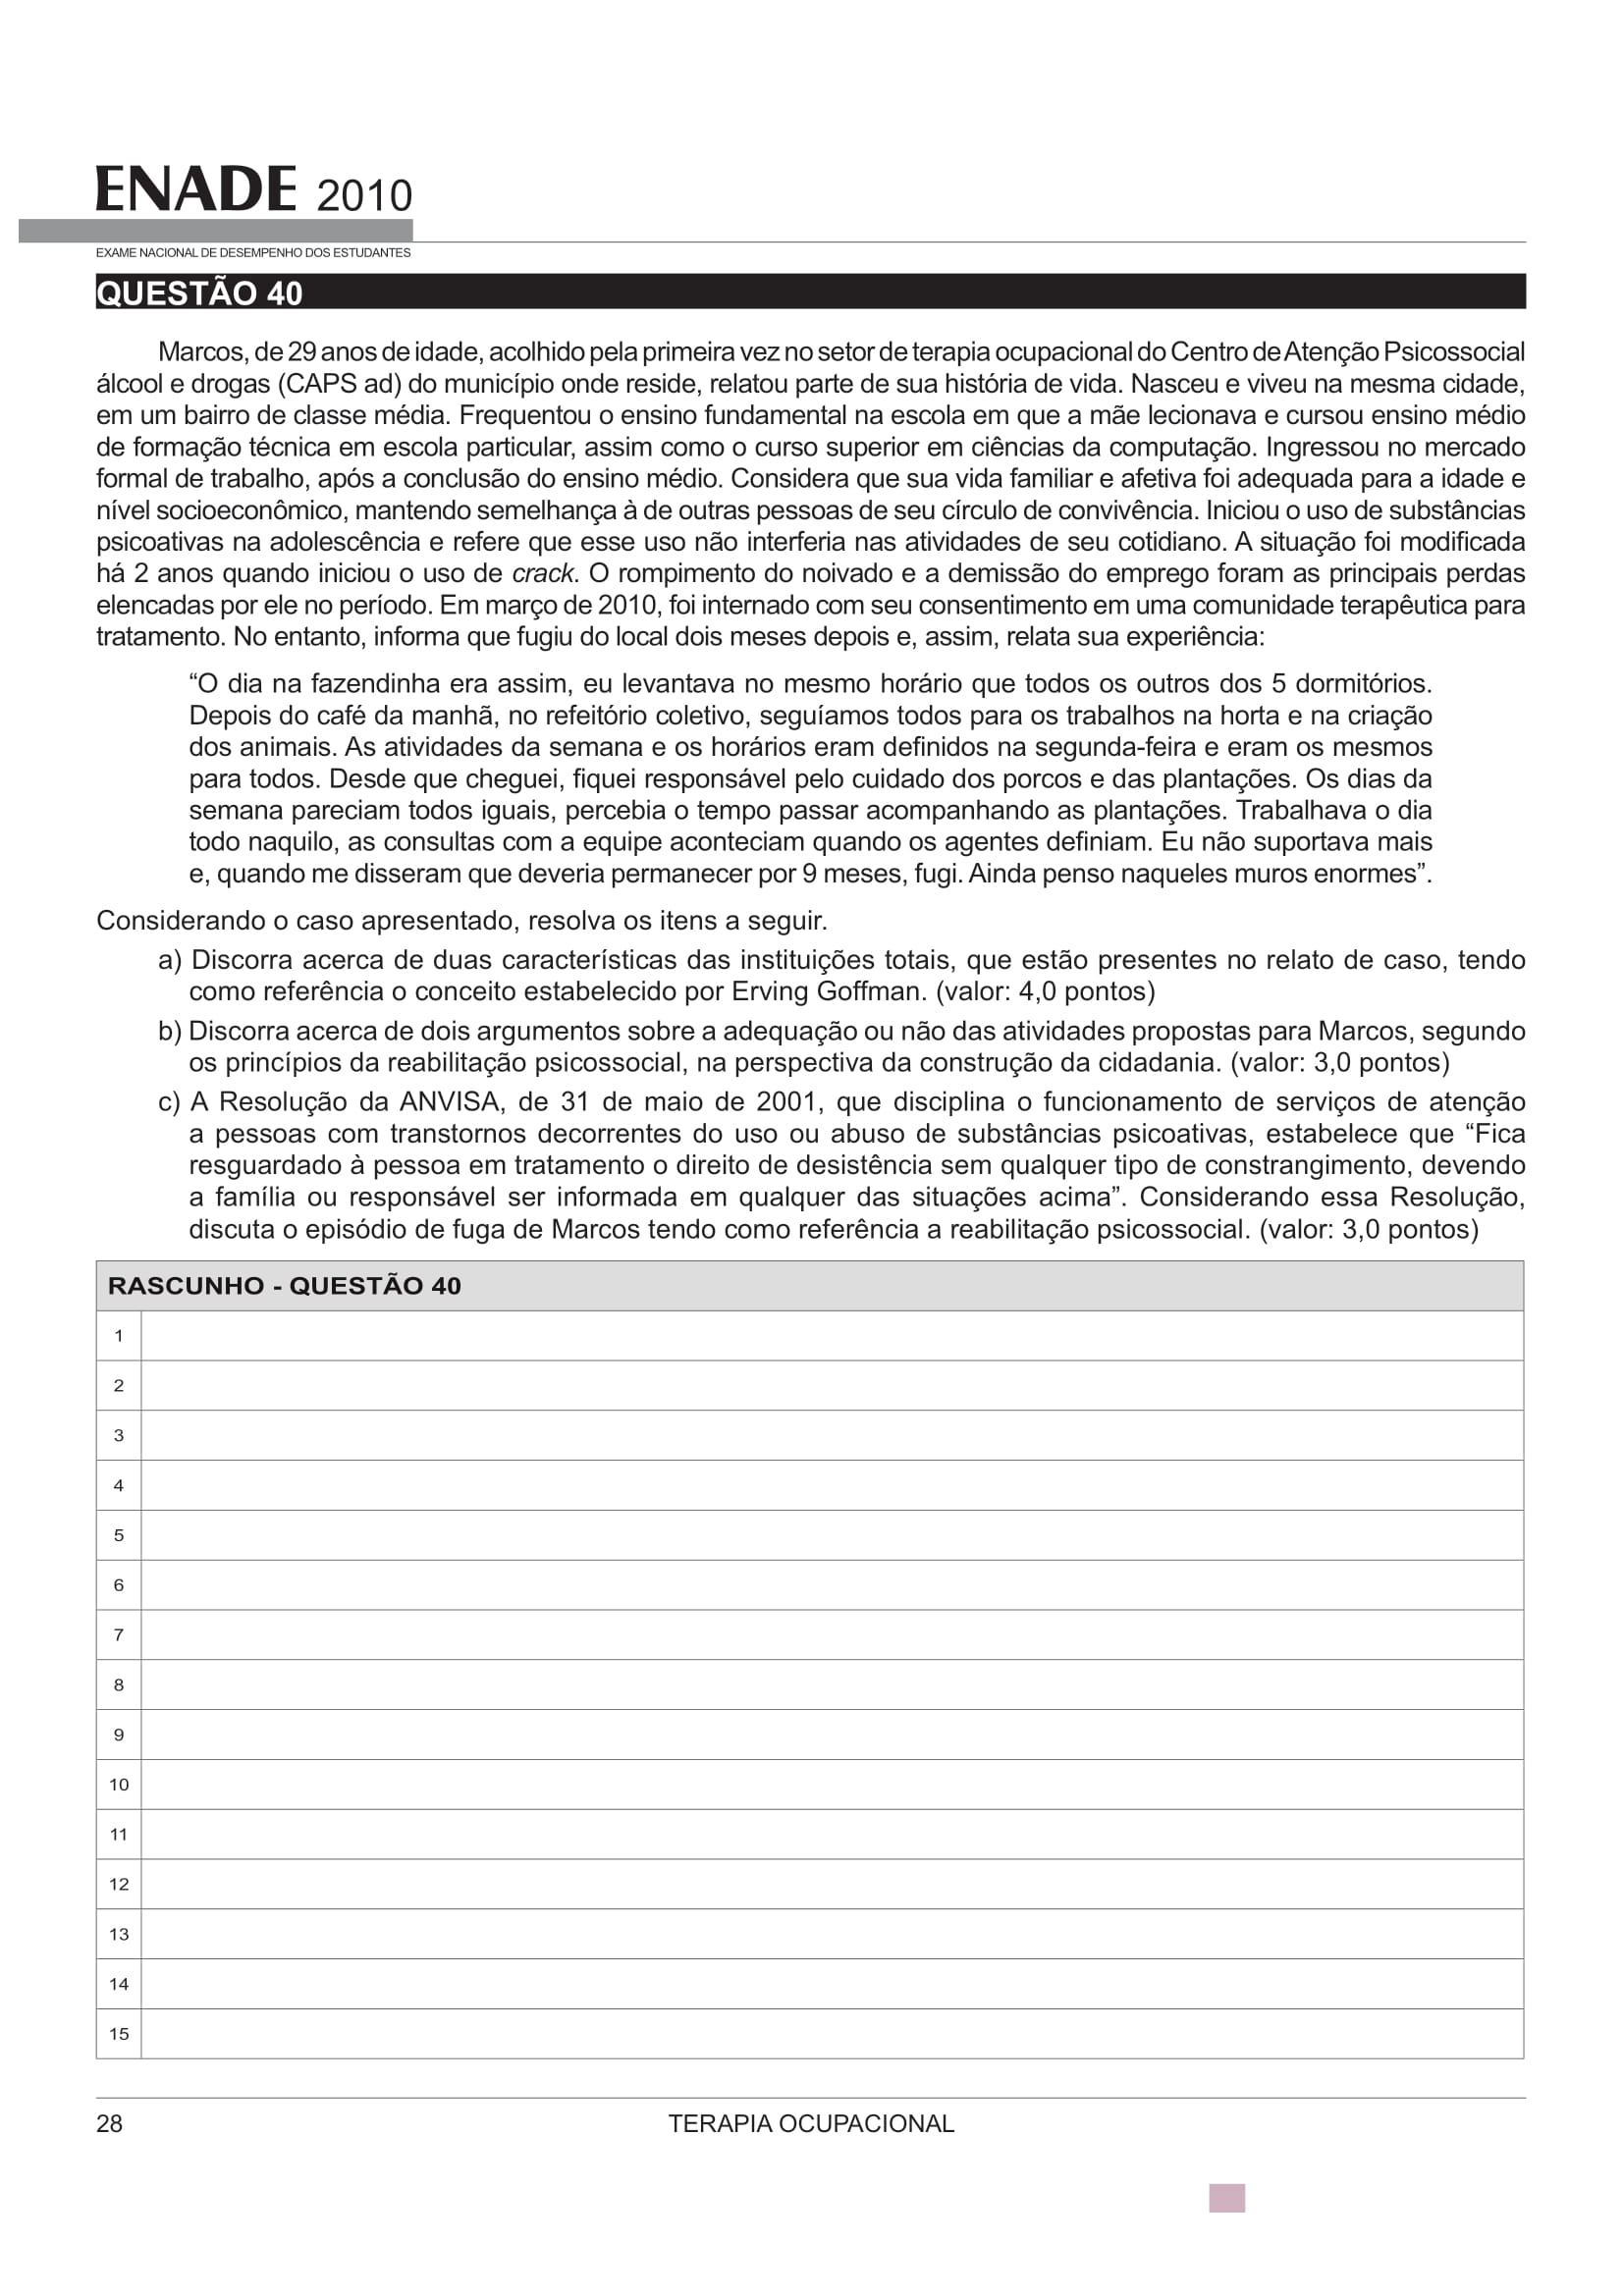 ENADE 2010
EXAME NACIONAL DE DESEMPENHO DOS ESTUDANTES
QUESTÃO 40
Marcos, de 29 anos de idade, acolhido pela primeira vez no setor de terapia ocupacional do Centro de Atenção Psicossocial
álcool e drogas (CAPS ad) do município onde reside, relatou parte de sua história de vida. Nasceu e viveu na mesma cidade,
em um bairro de classe média. Frequentou o ensino fundamental na escola em que a mãe lecionava e cursou ensino médio
de formação técnica em escola particular, assim como o curso superior em ciências da computação. Ingressou no mercado
formal de trabalho, após a conclusão do ensino médio. Considera que sua vida familiar e afetiva foi adequada para a idade e
nível socioeconômico, mantendo semelhança à de outras pessoas de seu círculo de convivência. Iniciou o uso de substâncias
psicoativas na adolescência e refere que esse uso não interferia nas atividades de seu cotidiano. A situação foi modificada
há 2 anos quando iniciou o uso de crack. O rompimento do noivado e a demissão do emprego foram as principais perdas
elencadas por ele no período. Em março de 2010, foi internado com seu consentimento em uma comunidade terapêutica para
tratamento. No entanto, informa que fugiu do local dois meses depois e, assim, relata sua experiência:
“O dia na fazendinha era assim, eu levantava no mesmo horário que todos os outros dos 5 dormitórios.
Depois do café da manhã, no refeitório coletivo, seguíamos todos para os trabalhos na horta e na criação
dos animais. As atividades da semana e os horários eram definidos na segunda-feira e eram os mesmos
para todos. Desde que cheguei, fiquei responsável pelo cuidado dos porcos e das plantações. Os dias da
semana pareciam todos iguais, percebia o tempo passar acompanhando as plantações. Trabalhava o dia
todo naquilo, as consultas com a equipe aconteciam quando os agentes definiam. Eu não suportava mais
e, quando me disseram que deveria permanecer por 9 meses, fugi. Ainda penso naqueles muros enormes”.
Considerando o caso apresentado, resolva os itens a seguir.
a) Discorra acerca de duas características das instituições totais, que estão presentes no relato de caso, tendo
como referência o conceito estabelecido por Erving Goffman. (valor: 4,0 pontos)
b) Discorra acerca de dois argumentos sobre a adequação ou não das atividades propostas para Marcos, segundo
os princípios da reabilitação psicossocial, na perspectiva da construção da cidadania. (valor: 3,0 pontos)
c) A Resolução da ANVISA, de 31 de maio de 2001, que disciplina o funcionamento de serviços de atenção
a pessoas com transtornos decorrentes do uso ou abuso de substâncias psicoativas, estabelece que “Fica
resguardado à pessoa em tratamento o direito de desistência sem qualquer tipo de constrangimento, devendo
a família ou responsável ser informada em qualquer das situações acima”. Considerando essa Resolução,
discuta o episódio de fuga de Marcos tendo como referência a reabilitação psicossocial. (valor: 3,0 pontos)
RASCUNHO - QUESTÃO 40
1
2
3
4
5
6
7
8
9
10
11
12
13
14
15
28
TERAPIA OCUPACIONAL